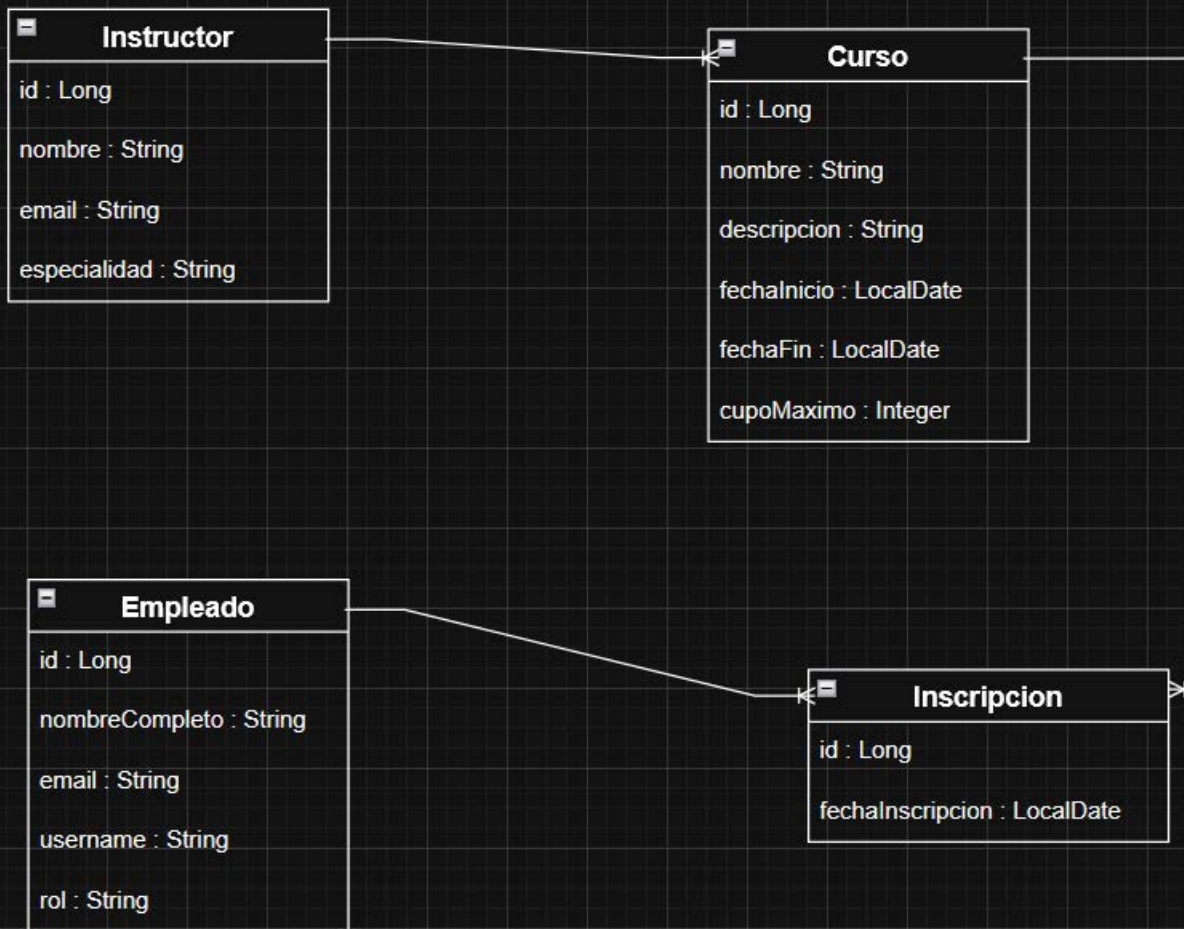 Instructor
id : Long
nombre : String
email : String
especialidad : String
Curso
id : Long
nombre : String
descripcion : String
fechaInicio : LocalDate
fechaFin : LocalDate
cupoMaximo : Integer
Empleado
id : Long
nombreCompleto : String
email : String
username : String
rol : String
Inscripcion
id : Long
fechaInscripcion : LocalDate